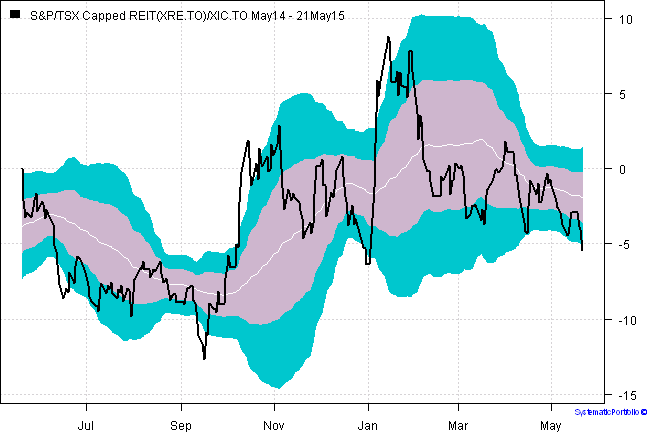 S&P/TSX Capped REIT(XRE.TO)/XIC.TO May14 - 21May15
10
5
0
-5
-10
-15
Jul Sep Nov Jan Mar May
SystematicPortfolio ©